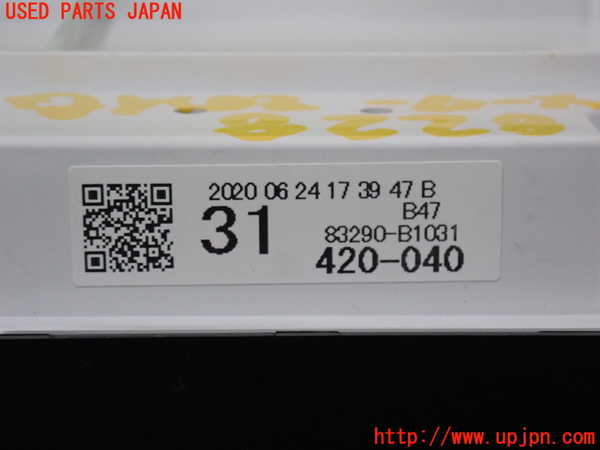 USED PARTS JAPAN
2020 06 24 17 39 47 B
31
B47
83290-B1031
420-040
http://www.upjpn.com/